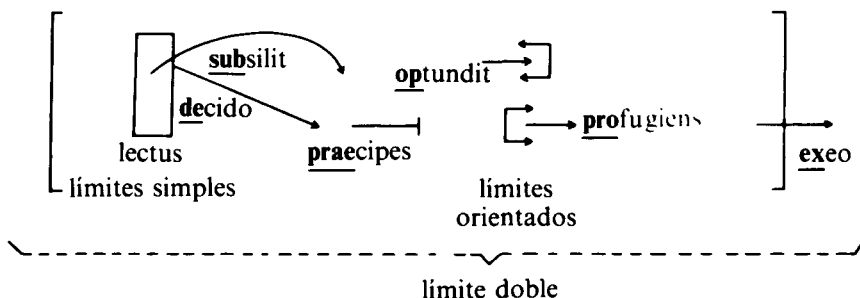 subsilit
optundit
decido
profugiens
lectus
praecipes
exeo
límites simples
límites
orientados
límite doble